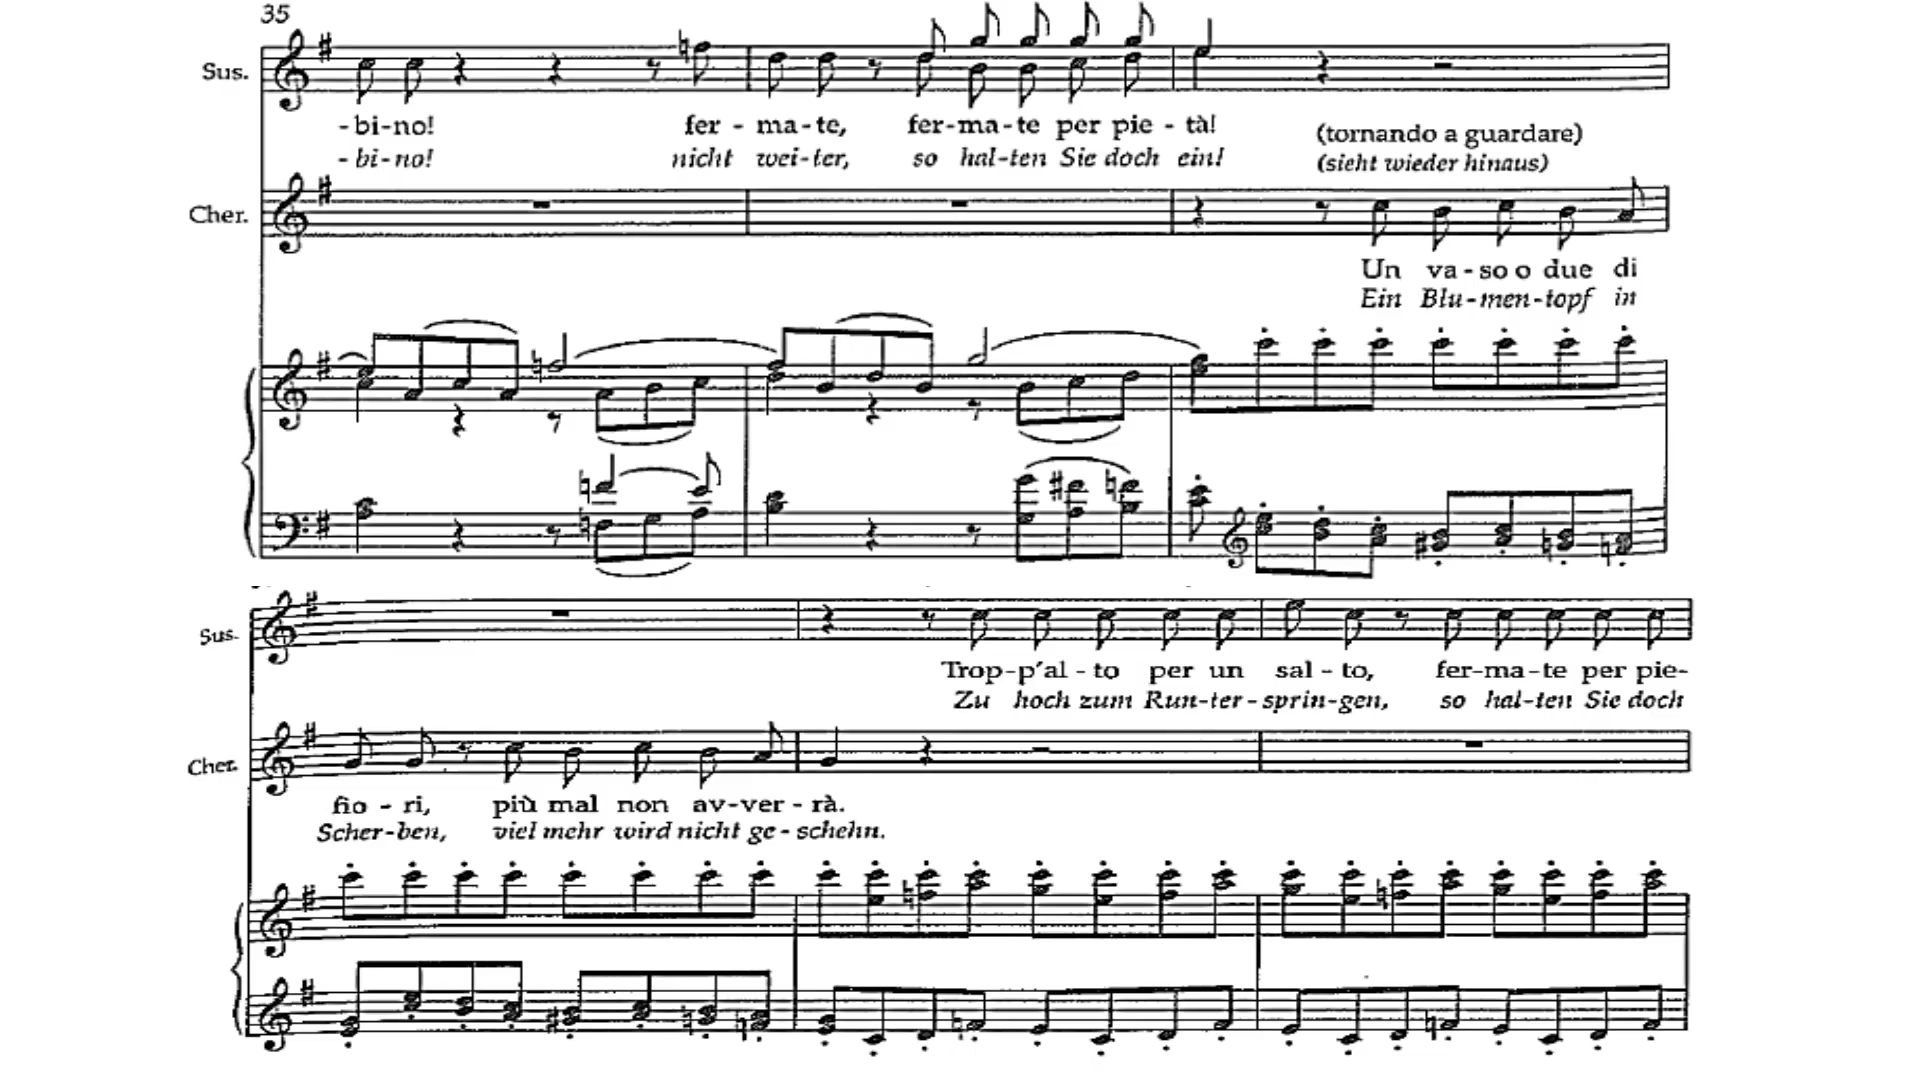 35
Sus.
-bi-no! fer - ma-te, fer-ma-te per pie - tà!
-bi-no! nicht wei-ter, so hal-ten Sie doch ein!
(tornando a guardare)
(sieht wieder hinaus)
Cher.
Un va-so o due di
Ein Blu-men-topf in
Sus.
Trop-p'al - to per un sal - to, fer-ma-te per pie-
Zu hoch zum Run-ter-sprin-gen, so hal-ten Sie doch
Cher.
fio - ri, più mal non av-ver - rà.
Scher-ben, viel mehr wird nicht ge - schehn.